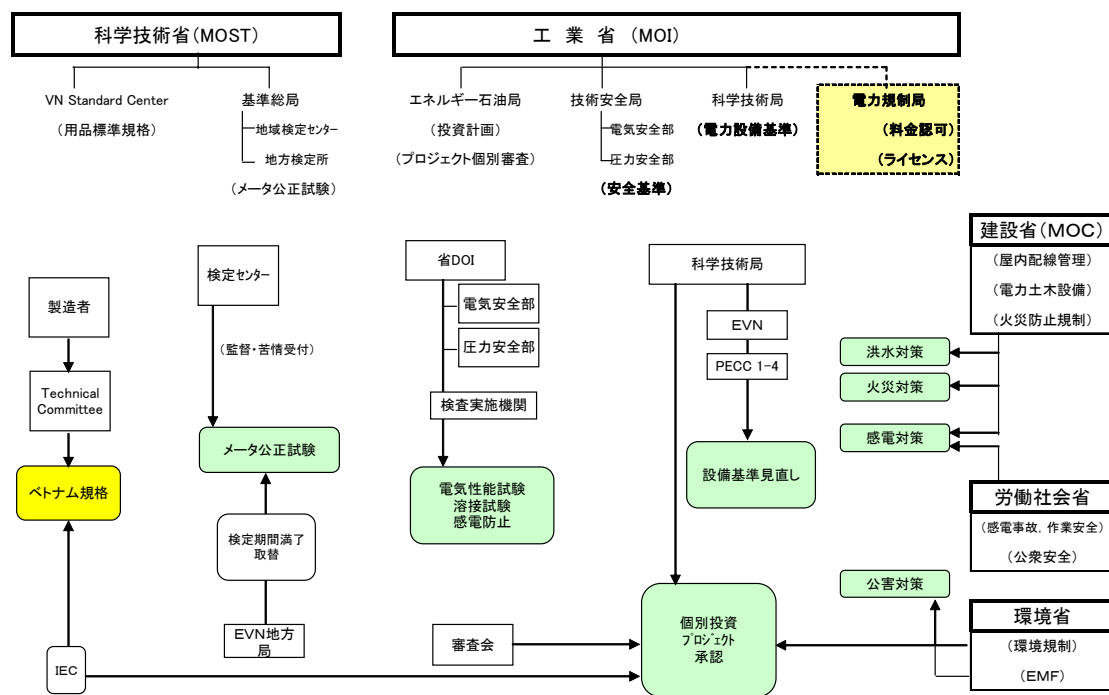 科学技術省(MOST)
工 業 省 (MOI)
VN Standard Center
(用品標準規格)
基準総局
地域検定センター
地方検定所
(メータ公正試験)
エネルギー石油局
(投資計画)
(プロジェクト個別審査)
技術安全局
電気安全部
圧力安全部
(安全基準)
科学技術局
(電力設備基準)
電力規制局
(料金認可)
(ライセンス)
建設省(MOC)
(屋内配線管理)
(電力土木設備)
(火災防止規制)
製造者
検定センター
省DOI
科学技術局
電気安全部
圧力安全部
EVN
PECC 1-4
(監督・苦情受付)
洪水対策
火災対策
感電対策
Technical
Committee
検査実施機関
メータ公正試験
設備基準見直し
ベトナム規格
電気性能試験
溶接試験
感電防止
労働社会省
(感電事故, 作業安全)
(公衆安全)
検定期間満了
取替
公害対策
個別投資
プロジェクト
承認
環境省
(環境規制)
(EMF)
EVN地方
局
審査会
IEC